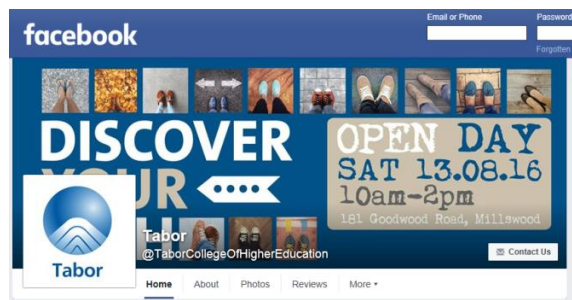 Email or Phone Password
facebook
Forgotten
DISCOVER
YOUR
OPEN DAY
SAT 13.08.16
10am-2pm
181 Goodwood Road, Millswood
Tabor
@TaborCollegeOfHigherEducation
Tabor
Contact Us
Home About Photos Reviews More